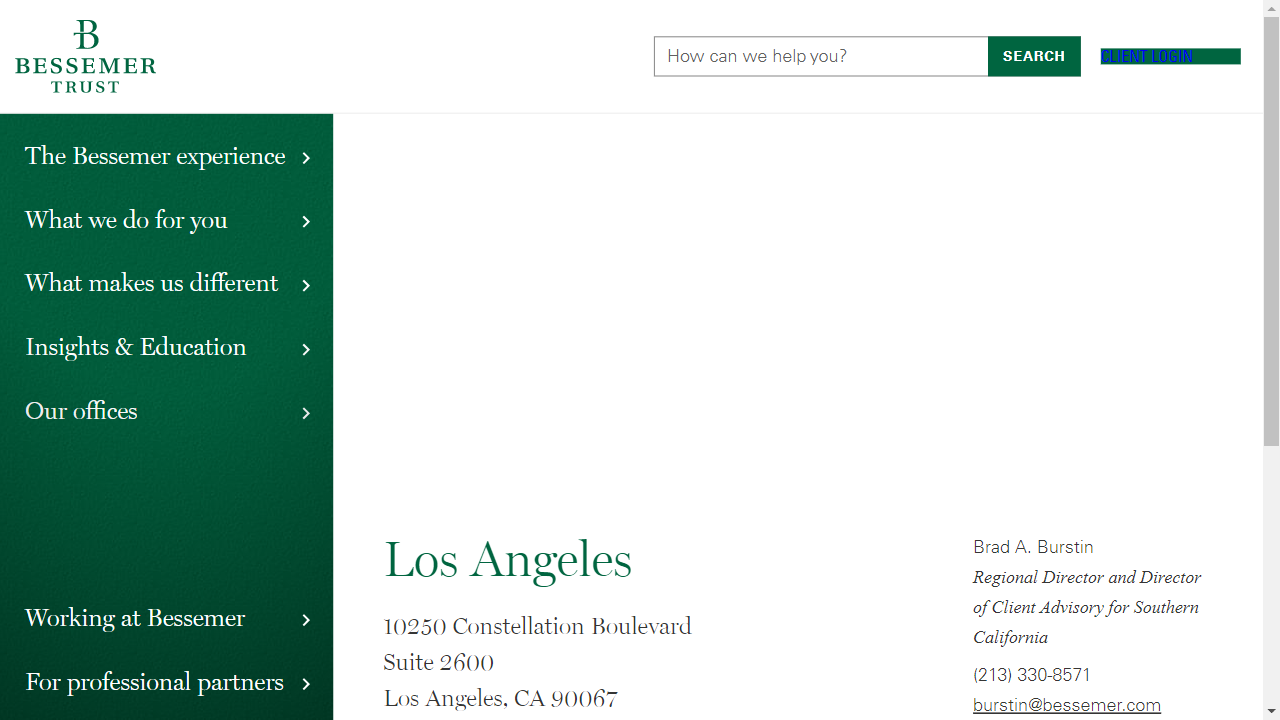 B
BESSEMER
TRUST
How can we help you?
SEARCH
CLIENT LOGIN
The Bessemer experience
What we do for you
What makes us different
Insights & Education
Our offices
Working at Bessemer
For professional partners
Los Angeles
10250 Constellation Boulevard
Suite 2600
Los Angeles, CA 90067
Brad A. Burstin
Regional Director and Director
of Client Advisory for Southern
California
(213) 330-8571
burstin@bessemer.com